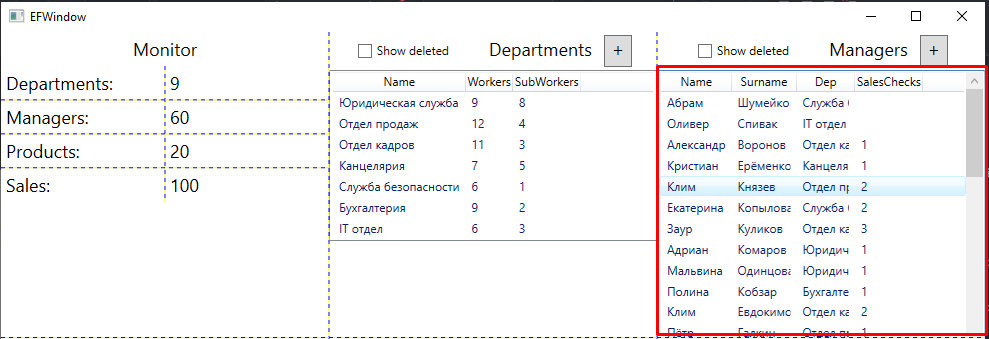 EFWindow
Monitor
Departments: 9
Managers: 60
Products: 20
Sales: 100
Show deleted Departments +
Name Workers SubWorkers
Юридическая служба 9 8
Отдел продаж 12 4
Отдел кадров 11 3
Канцелярия 7 5
Служба безопасности 6 1
Бухгалтерия 9 2
IT отдел 6 3
Show deleted Managers +
Name Surname Dep SalesChecks
Абрам Шумейко Служба
Оливер Спивак IT отдел
Александр Воронов Отдел ка 1
Кристиан Ерёменко Канцеля 1
Клим Князев Отдел пр 2
Екатерина Копылова Служба 2
Заур Куликов Отдел ка 3
Адриан Комаров Юридич 1
Мальвина Одинцова Юридич 1
Полина Кобзар Бухгалте 1
Клим Евдокимо Отдел ка 2
Пётр Галкин Отдел пр 1